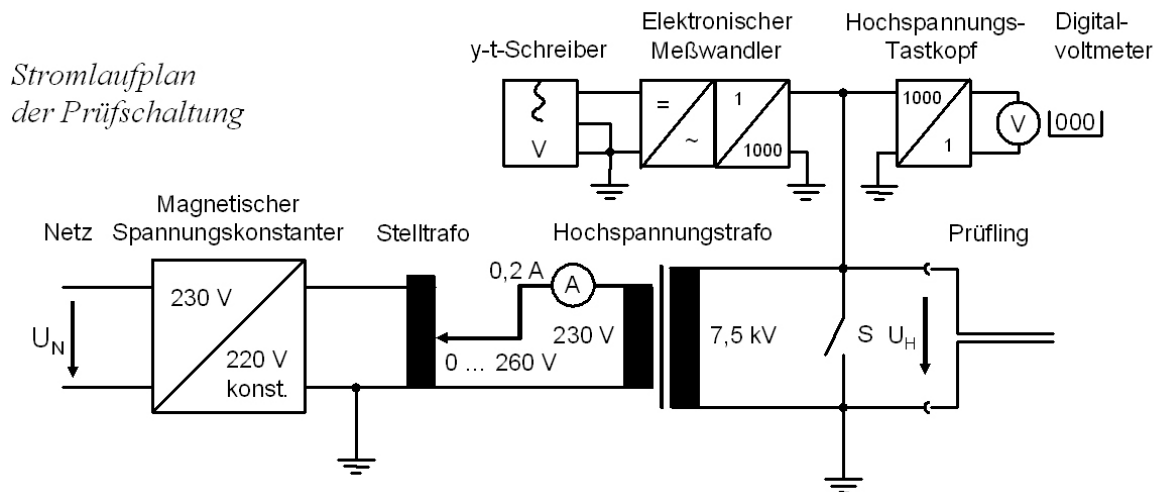 Stromlaufplan
der Prüfschaltung
y-t-Schreiber
Elektronischer
Meßwandler
Hochspannungs-
Tastkopf
Digital-
voltmeter
V
=
~
1
1000
1000
1
V
000
Netz
Magnetischer
Spannungskonstanter
Stelltrafo
Hochspannungstrafo
Prüfling
U_N
230 V
220 V
konst.
0,2 A
A
0 ... 260 V
230 V
7,5 kV
S
U_H